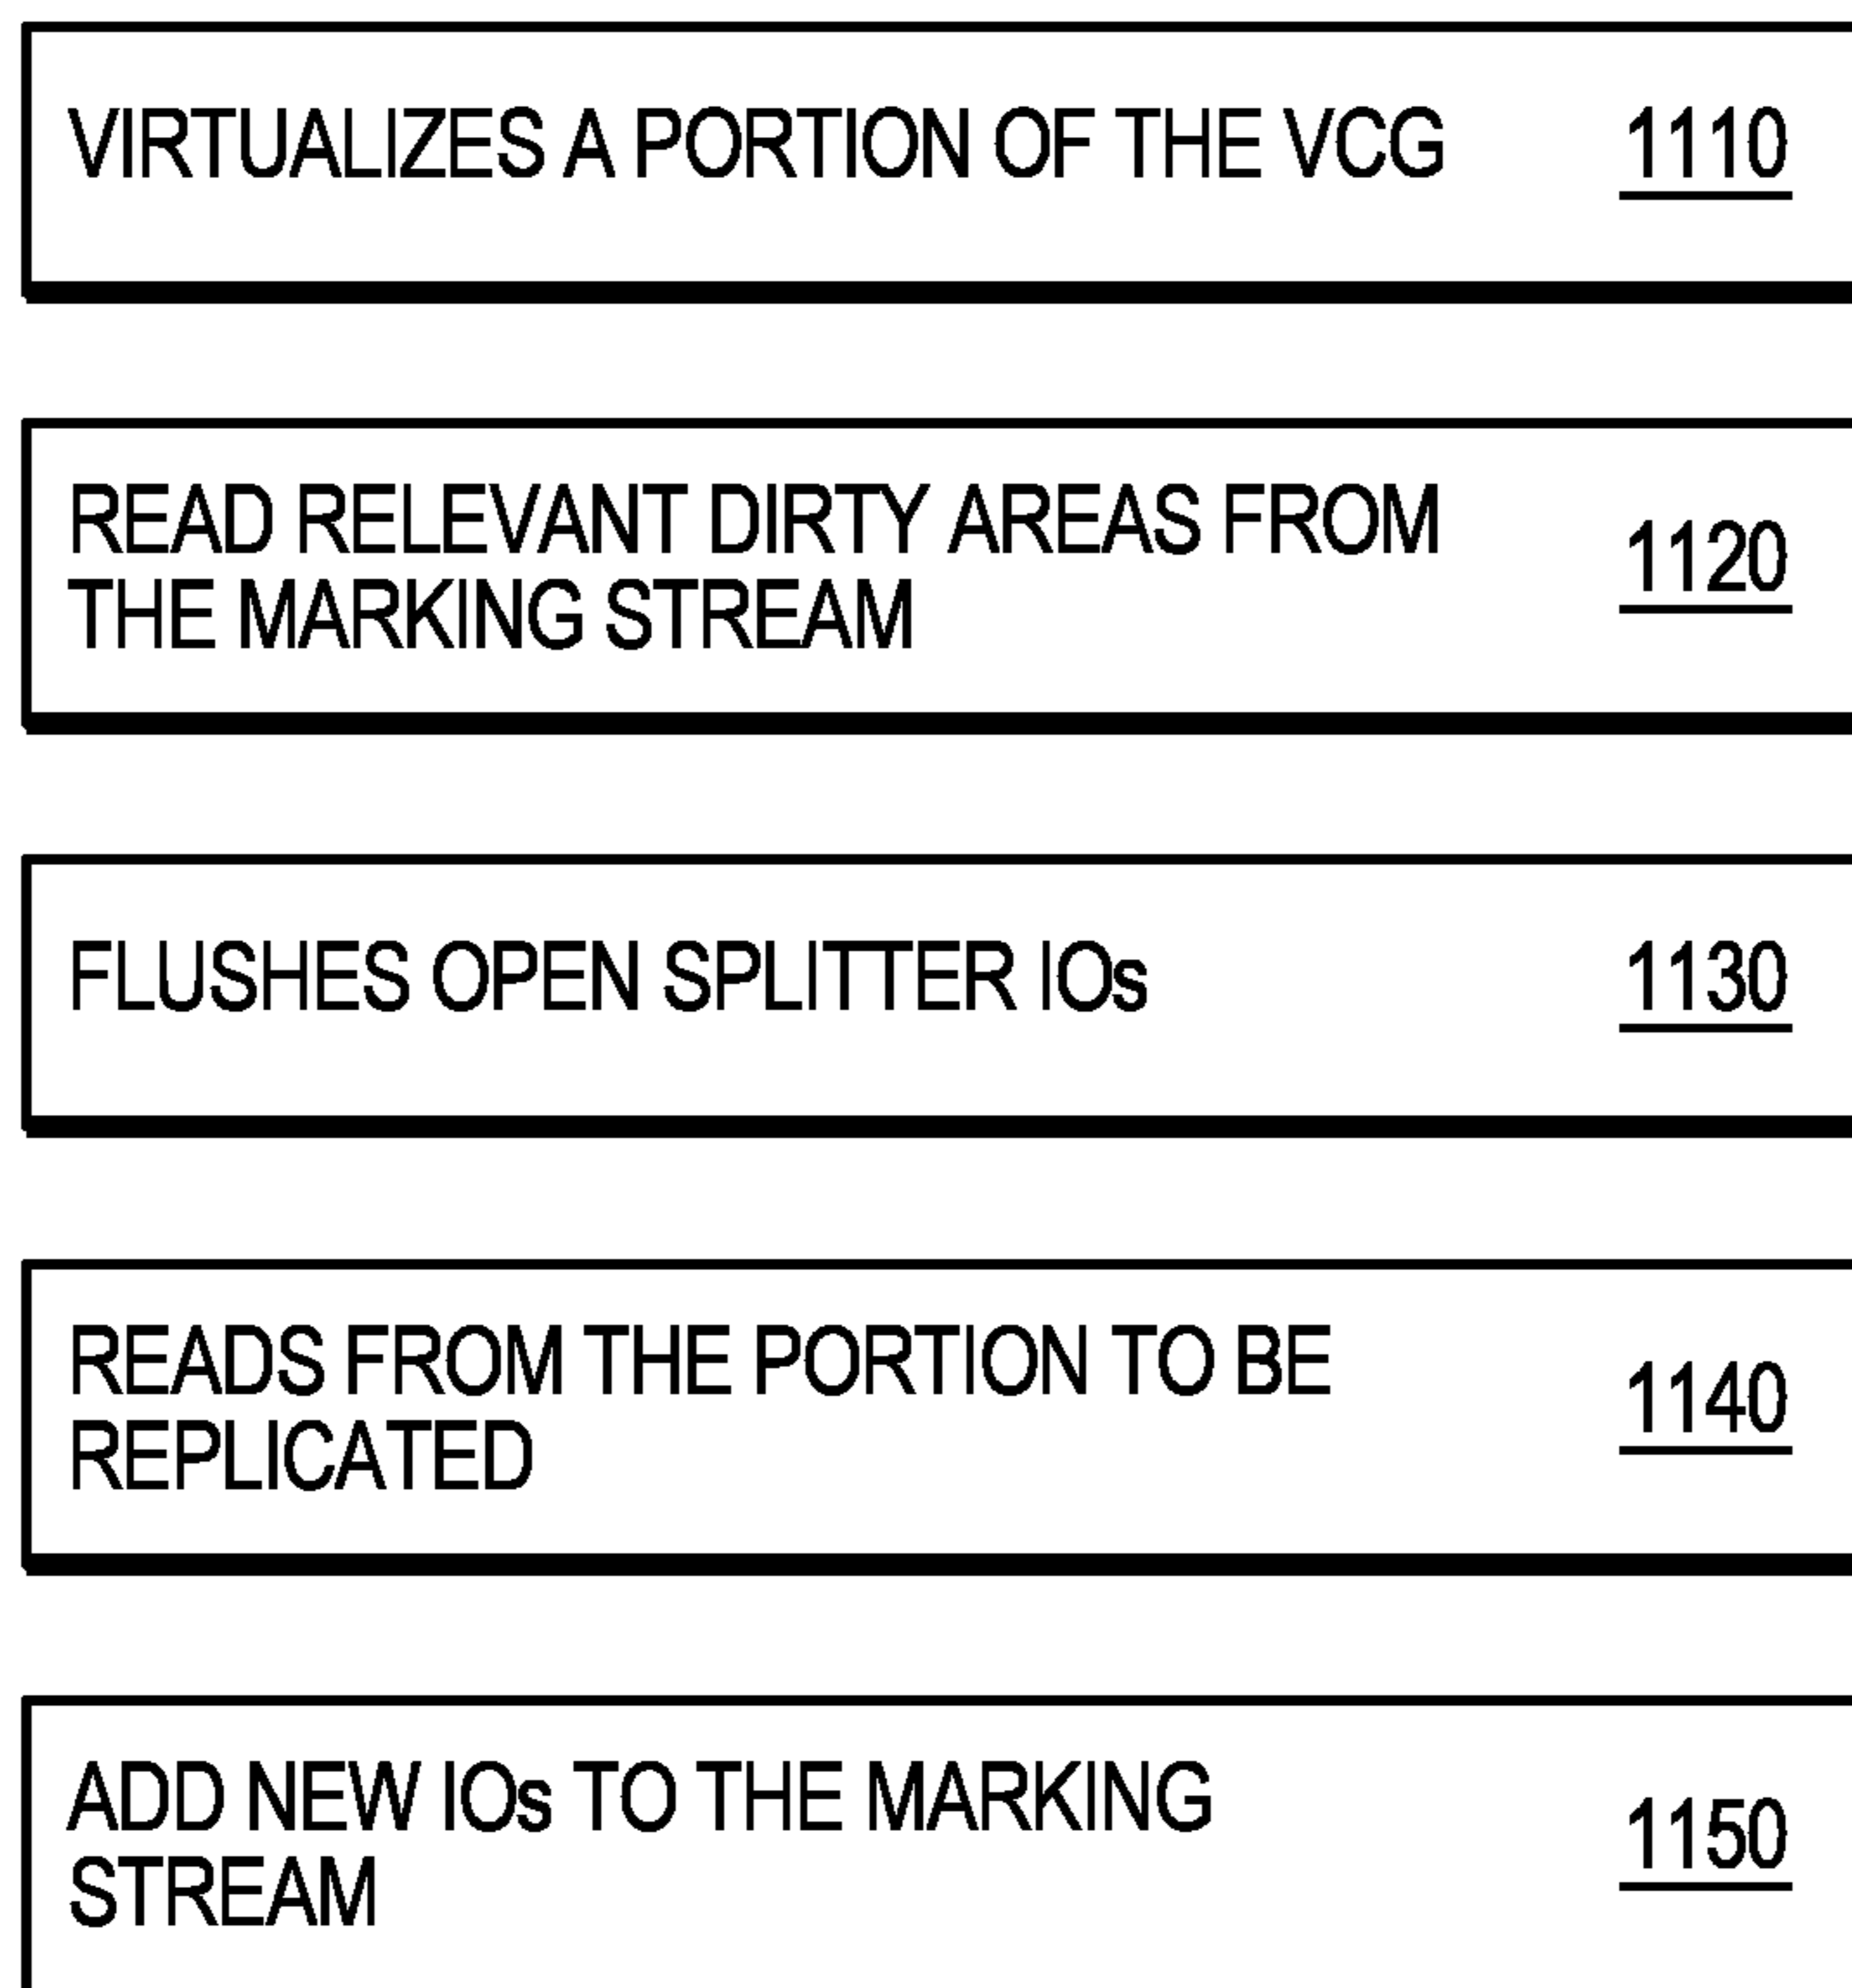 VIRTUALIZES A PORTION OF THE VCG 1110
READ RELEVANT DIRTY AREAS FROM
THE MARKING STREAM 1120
FLUSHES OPEN SPLITTER IOs 1130
READS FROM THE PORTION TO BE
REPLICATED 1140
ADD NEW IOs TO THE MARKING
STREAM 1150